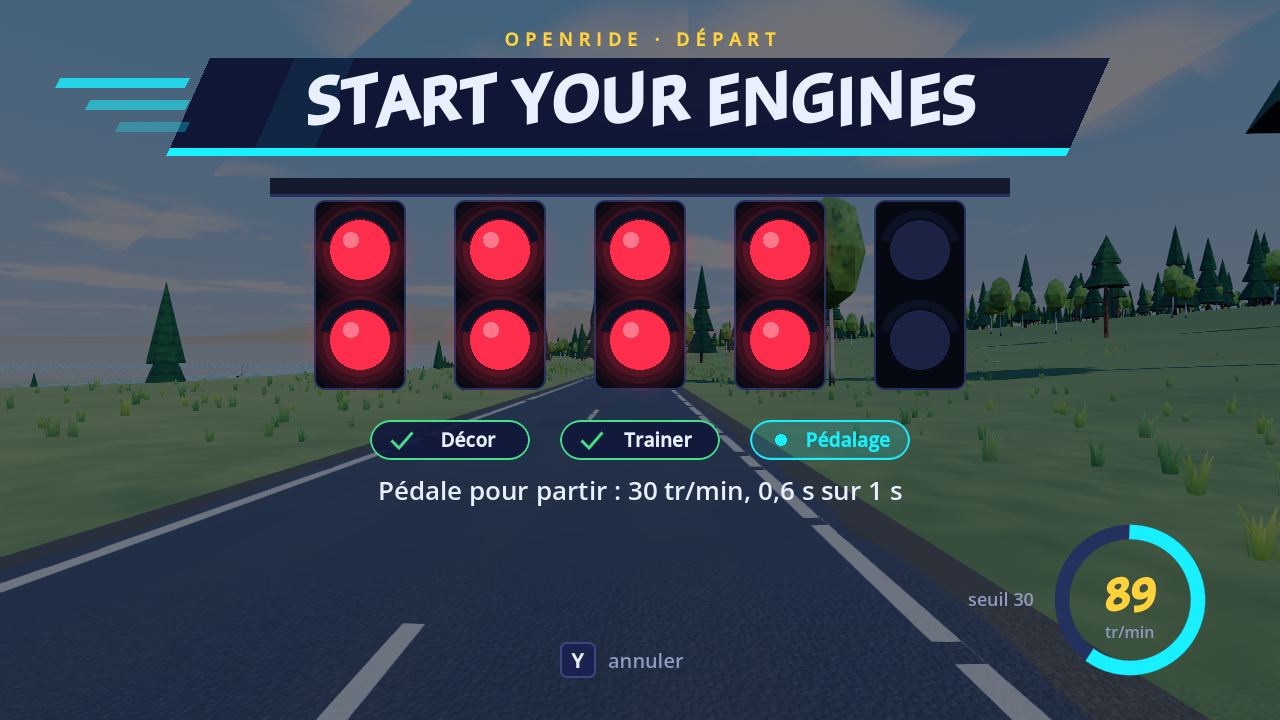 OPENRIDE · DÉPART
START YOUR ENGINES
Décor
Trainer
Pédalage
Pédale pour partir : 30 tr/min, 0,6 s sur 1 s
seuil 30
89
tr/min
Y annuler